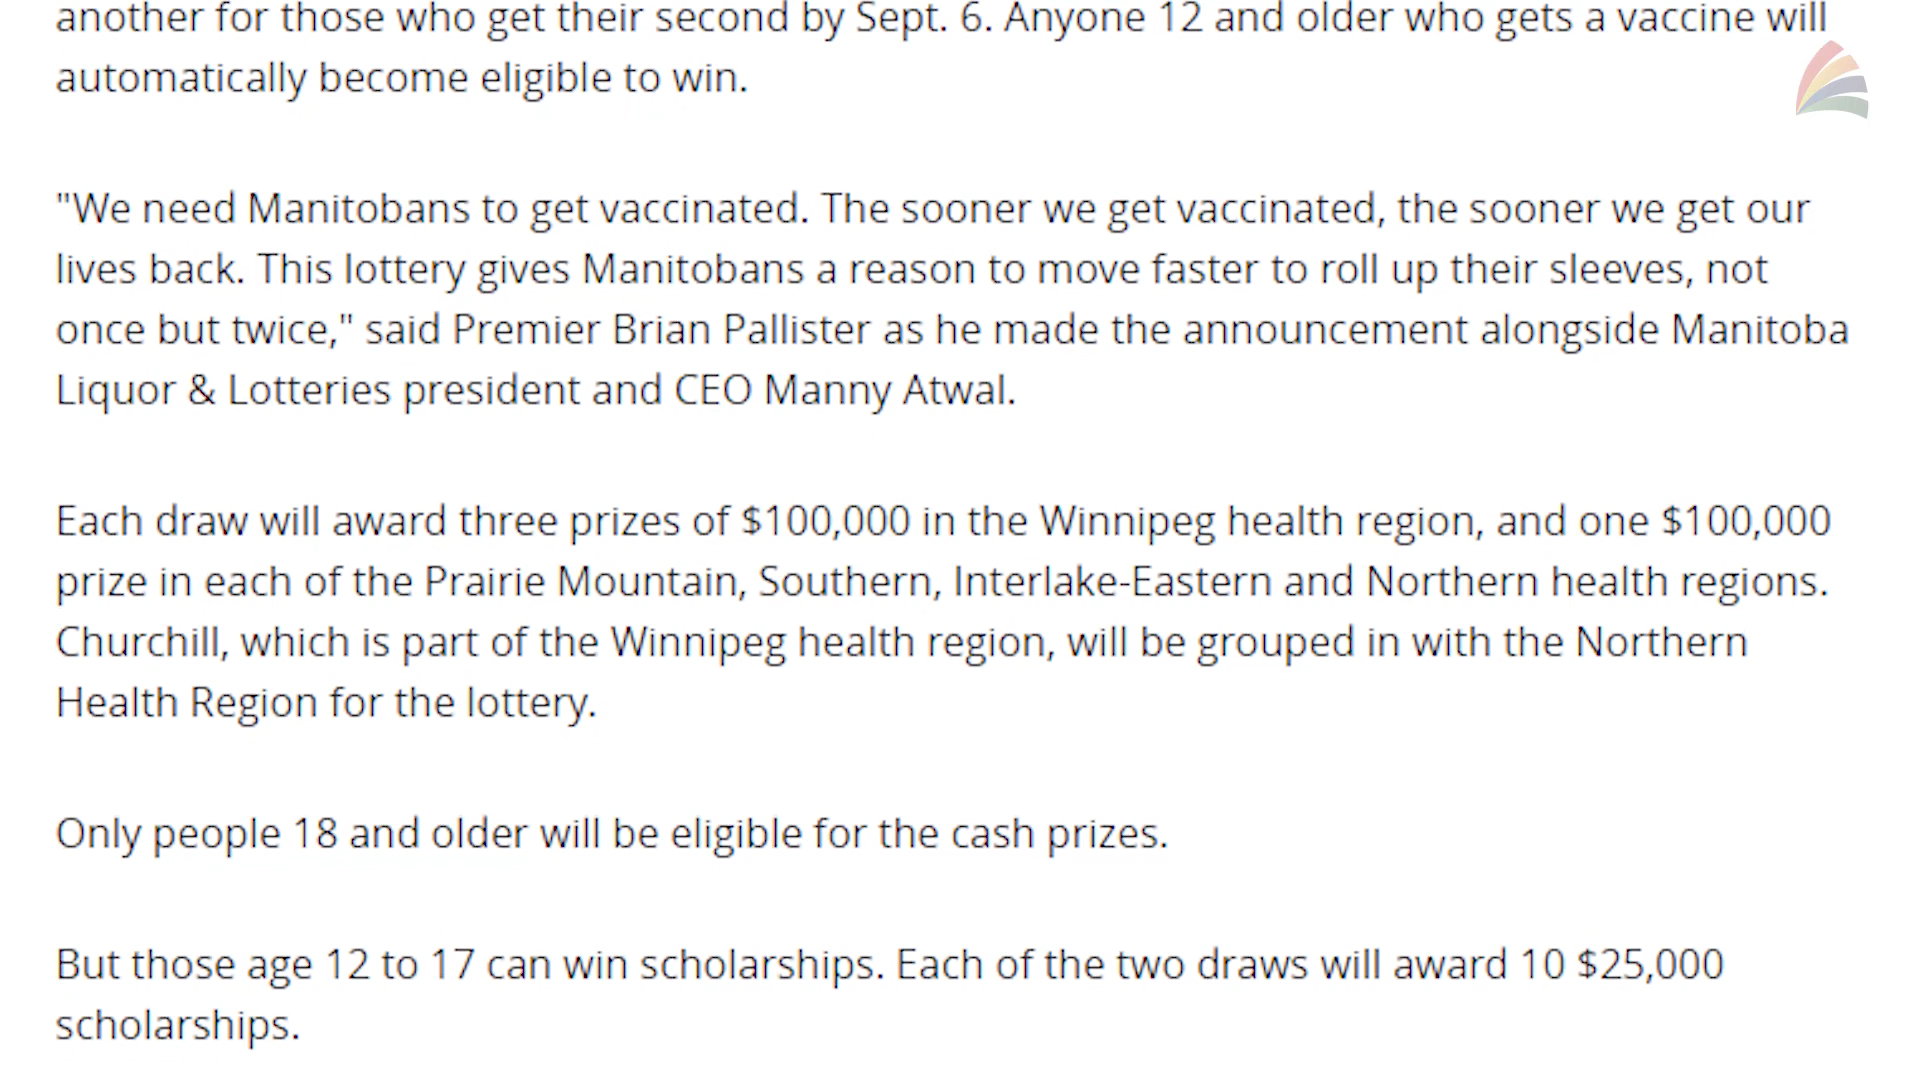 another for those who get their second by Sept. 6. Anyone 12 and older who gets a vaccine will
automatically become eligible to win.
"We need Manitobans to get vaccinated. The sooner we get vaccinated, the sooner we get our
lives back. This lottery gives Manitobans a reason to move faster to roll up their sleeves, not
once but twice," said Premier Brian Pallister as he made the announcement alongside Manitoba
Liquor & Lotteries president and CEO Manny Atwal.
Each draw will award three prizes of $100,000 in the Winnipeg health region, and one $100,000
prize in each of the Prairie Mountain, Southern, Interlake-Eastern and Northern health regions.
Churchill, which is part of the Winnipeg health region, will be grouped in with the Northern
Health Region for the lottery.
Only people 18 and older will be eligible for the cash prizes.
But those age 12 to 17 can win scholarships. Each of the two draws will award 10 $25,000
scholarships.